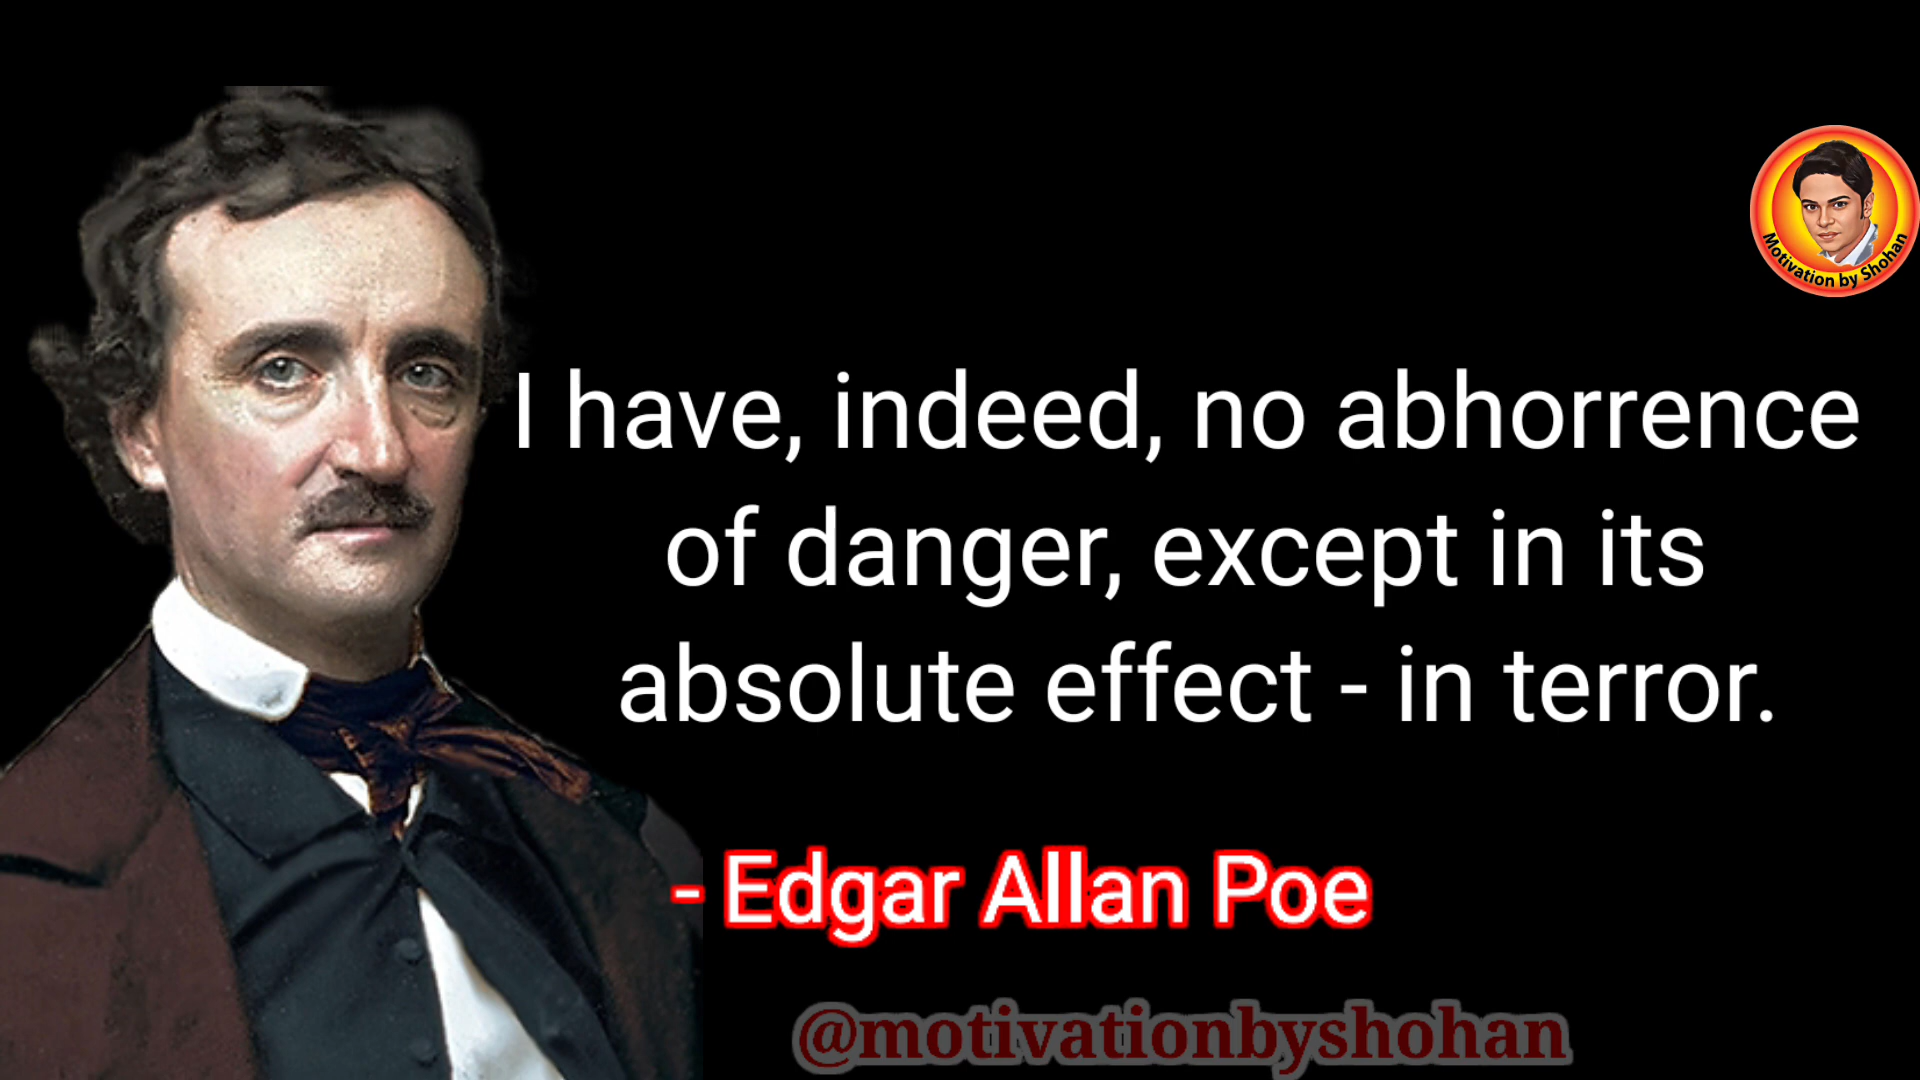 Motivation by Shohan
I have, indeed, no abhorrence
of danger, except in its
absolute effect - in terror.
- Edgar Allan Poe
@motivationbyshohan